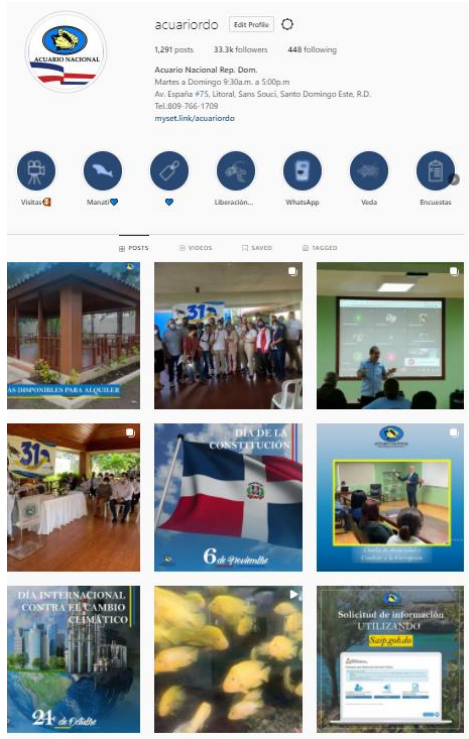 acuariordo Edit Profile
1,291 posts 33.3k followers 448 following
ACUARIO NACIONAL
Acuario Nacional Rep. Dom.
Martes a Domingo 9:30a.m. a 5:00p.m
Av. España #75, Litoral, Sans Souci, Santo Domingo Este, R.D.
Tel:809-766-1709
myset.link/acuariordo
Visitas Manatí Liberación... WhatsApp Veda Encuestas
POSTS VIDEOS SAVED TAGGED
AS DISPONIBLES PARA ALQUILER
31
31
DÍA DE LA
CONSTITUCIÓN
6 de Noviembre
DÍA INTERNACIONAL
CONTRA EL CAMBIO
CLIMÁTICO
24 de Octubre
Solicitud de información
UTILIZANDO
Saip.gob.do